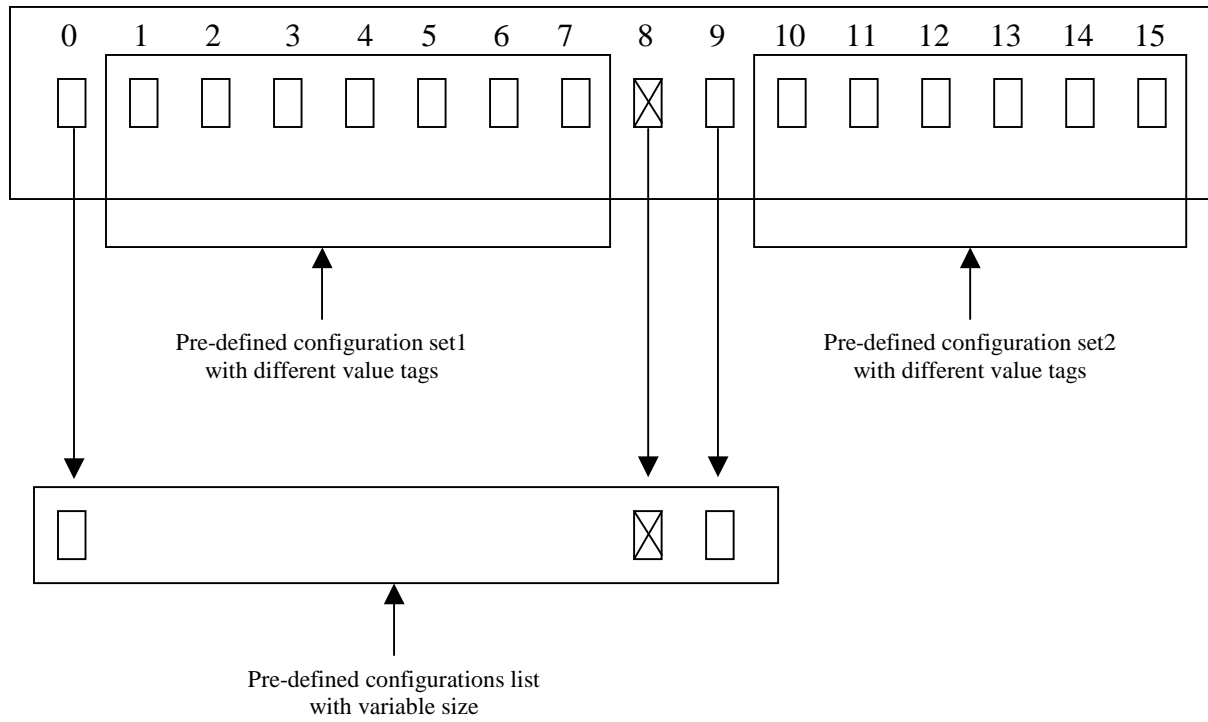 0 1 2 3 4 5 6 7 8 9 10 11 12 13 14 15
Pre-defined configuration set1
with different value tags
Pre-defined configuration set2
with different value tags
Pre-defined configurations list
with variable size